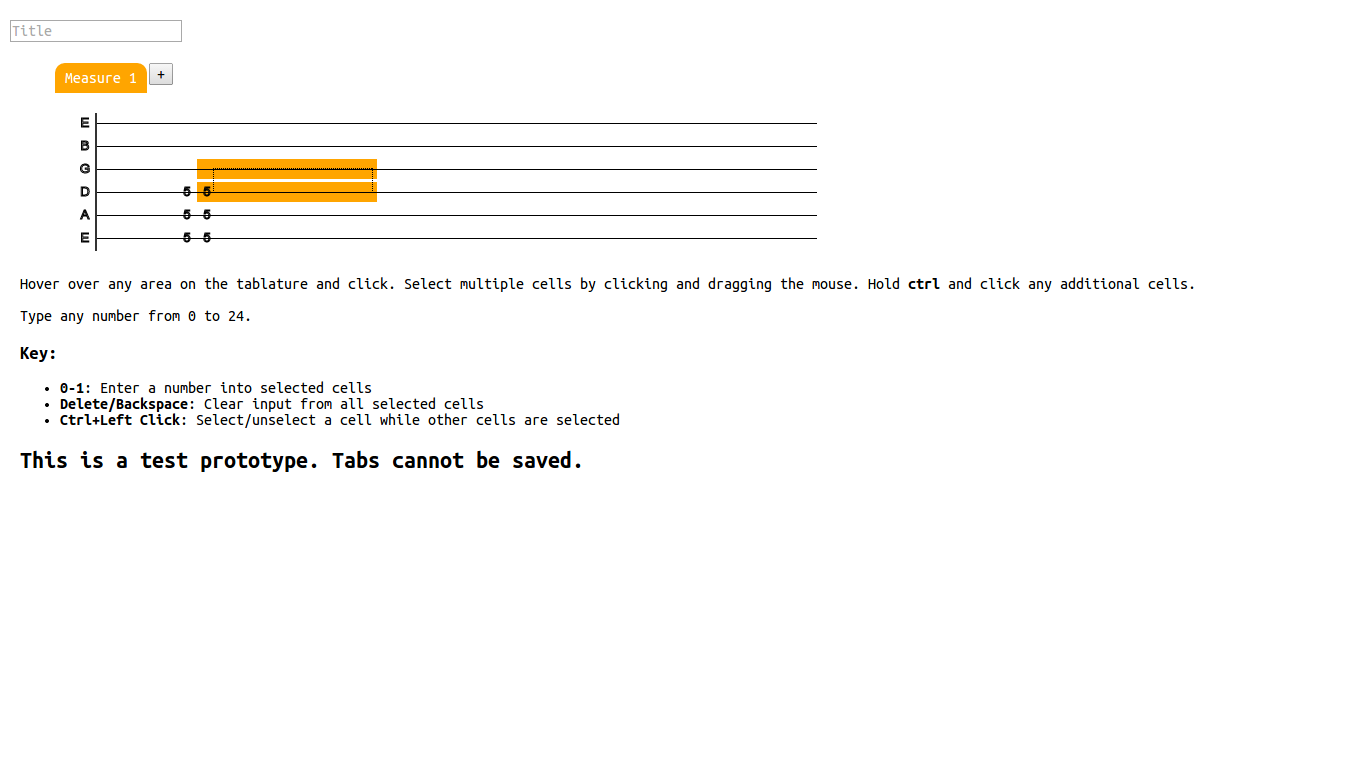 Title
Measure 1 +
E
B
G
D 5 5
A 5 5
E 5 5
Hover over any area on the tablature and click. Select multiple cells by clicking and dragging the mouse. Hold ctrl and click any additional cells.
Type any number from 0 to 24.
Key:
• 0-1: Enter a number into selected cells
• Delete/Backspace: Clear input from all selected cells
• Ctrl+Left Click: Select/unselect a cell while other cells are selected
This is a test prototype. Tabs cannot be saved.